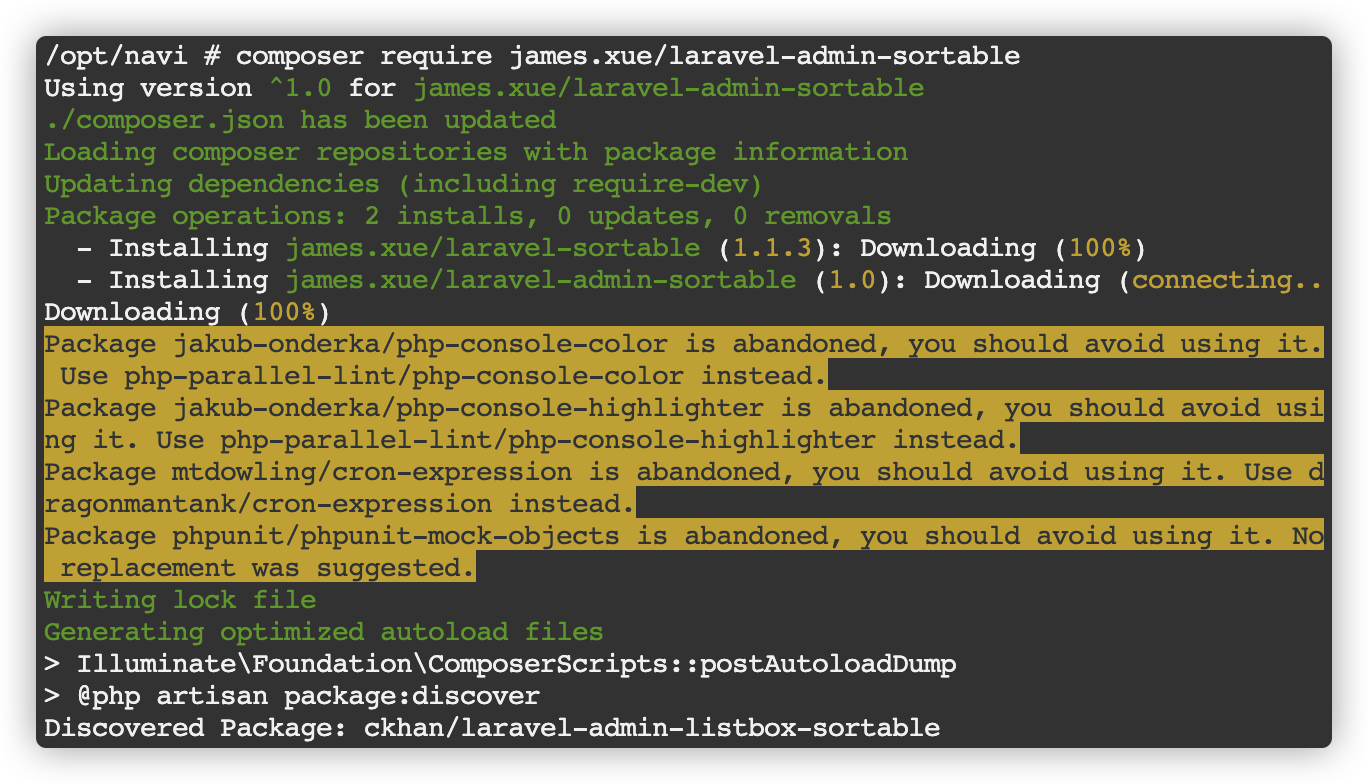 /opt/navi # composer require james.xue/laravel-admin-sortable
Using version ^1.0 for james.xue/laravel-admin-sortable
./composer.json has been updated
Loading composer repositories with package information
Updating dependencies (including require-dev)
Package operations: 2 installs, 0 updates, 0 removals
  - Installing james.xue/laravel-sortable (1.1.3): Downloading (100%)
  - Installing james.xue/laravel-admin-sortable (1.0): Downloading (connecting..
Downloading (100%)
Package jakub-onderka/php-console-color is abandoned, you should avoid using it.
 Use php-parallel-lint/php-console-color instead.
Package jakub-onderka/php-console-highlighter is abandoned, you should avoid usi
ng it. Use php-parallel-lint/php-console-highlighter instead.
Package mtdowling/cron-expression is abandoned, you should avoid using it. Use d
ragonmantank/cron-expression instead.
Package phpunit/phpunit-mock-objects is abandoned, you should avoid using it. No
 replacement was suggested.
Writing lock file
Generating optimized autoload files
> Illuminate\Foundation\ComposerScripts::postAutoloadDump
> @php artisan package:discover
Discovered Package: ckhan/laravel-admin-listbox-sortable